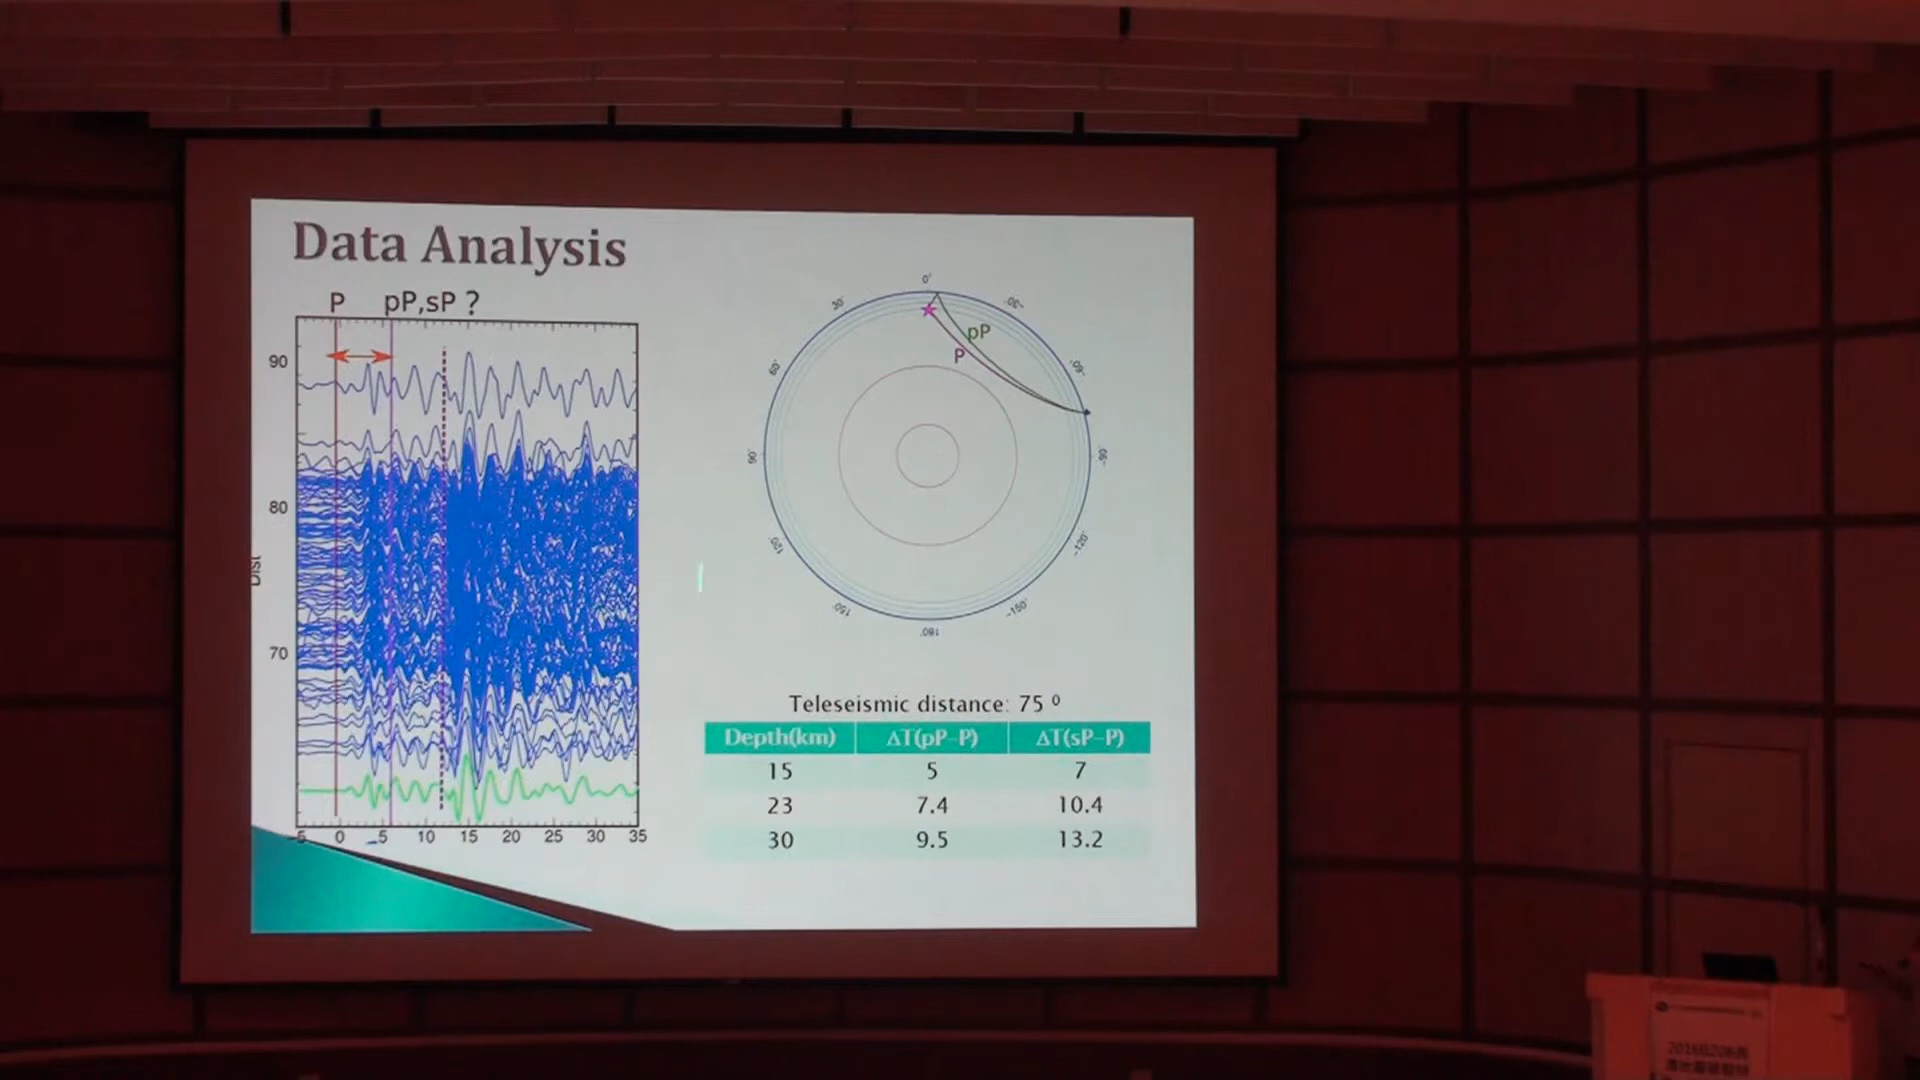 Data Analysis
P pP,sP ?
90
80
70
Dist
-5 0 5 10 15 20 25 30 35
0°
30°
-30°
60°
-60°
90°
-90°
120°
-120°
150°
-150°
180°
pP
P
Teleseismic distance: 75 º
Depth(km) ΔT(pP-P) ΔT(sP-P)
15 5 7
23 7.4 10.4
30 9.5 13.2